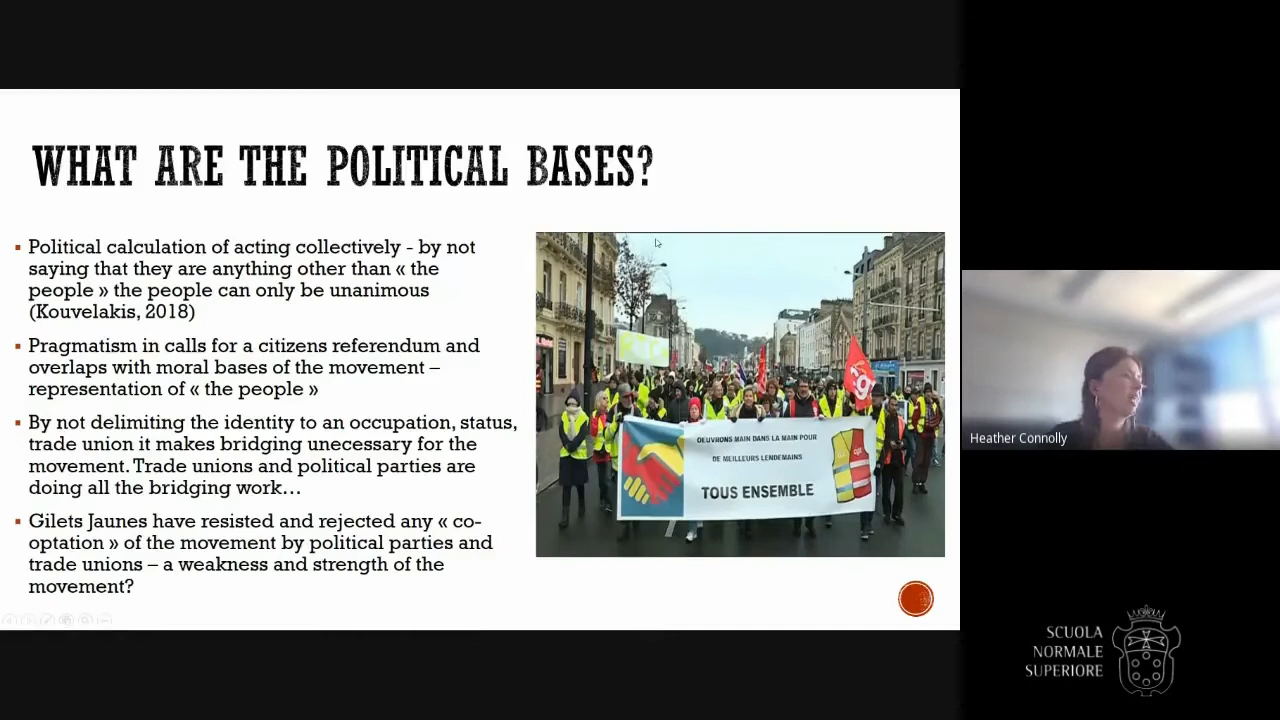 WHAT ARE THE POLITICAL BASES?
▪ Political calculation of acting collectively - by not
saying that they are anything other than « the
people » the people can only be unanimous
(Kouvelakis, 2018)
▪ Pragmatism in calls for a citizens referendum and
overlaps with moral bases of the movement –
representation of « the people »
▪ By not delimiting the identity to an occupation, status,
trade union it makes bridging unecessary for the
movement. Trade unions and political parties are
doing all the bridging work…
▪ Gilets Jaunes have resisted and rejected any « co-
optation » of the movement by political parties and
trade unions – a weakness and strength of the
movement?
OEUVRONS MAIN DANS LA MAIN POUR
DE MEILLEURS LENDEMAINS
TOUS ENSEMBLE
Heather Connolly
SCUOLA
NORMALE
SUPERIORE